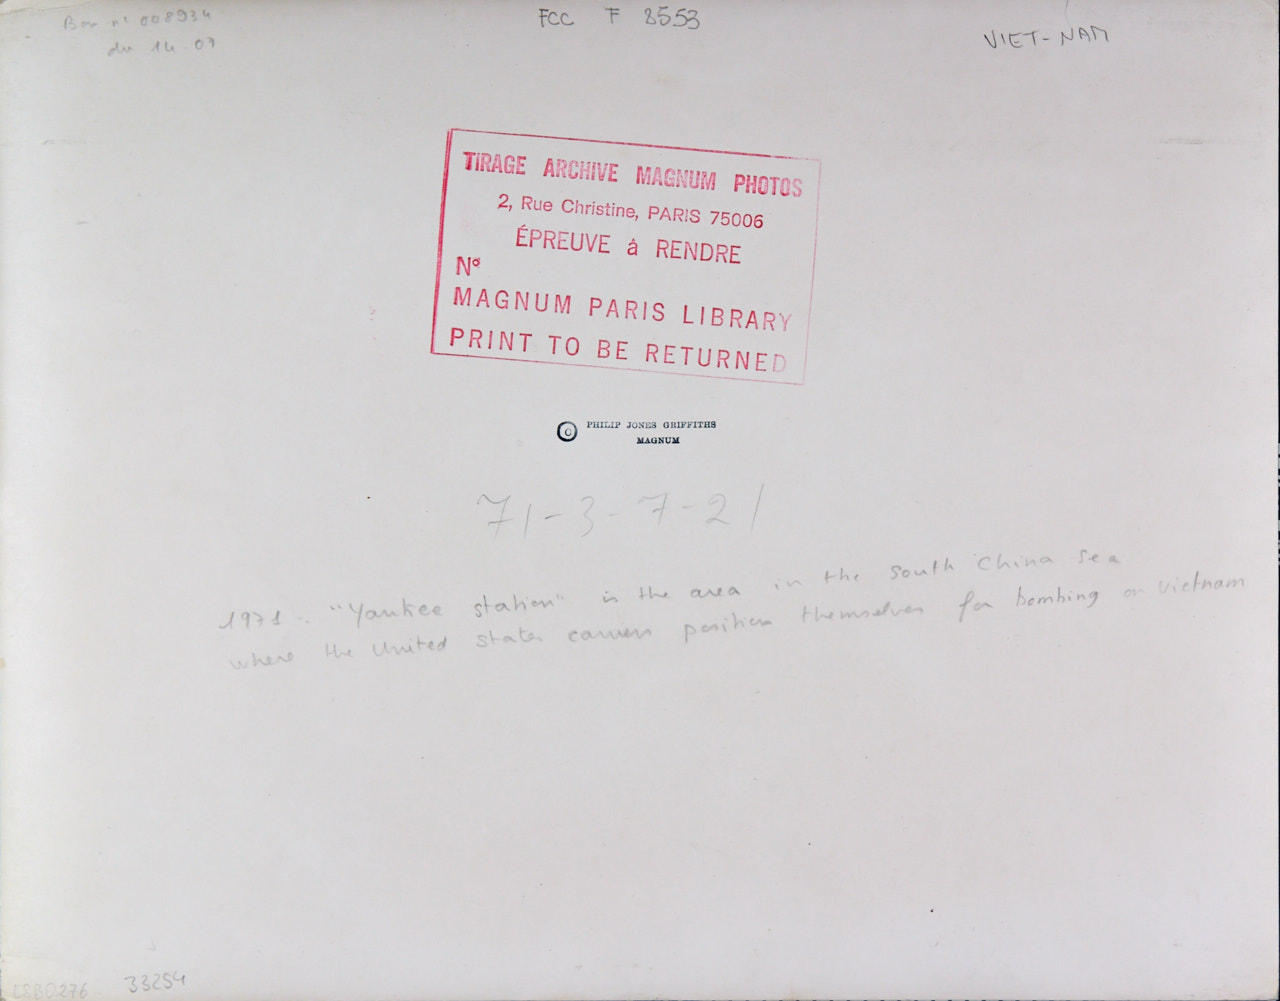 Bon n° 008934
du 14.07
FCC F 8553
VIET-NAM
TIRAGE ARCHIVE MAGNUM PHOTOS
2, Rue Christine, PARIS 75006
ÉPREUVE â RENDRE
N°
MAGNUM PARIS LIBRARY
PRINT TO BE RETURNED
© PHILIP JONES GRIFFITHS
MAGNUM
71-3-7-21
1971. "Yankee station" is the area in the South China Sea
where the United States carriers position themselves for bombing on Vietnam
33254